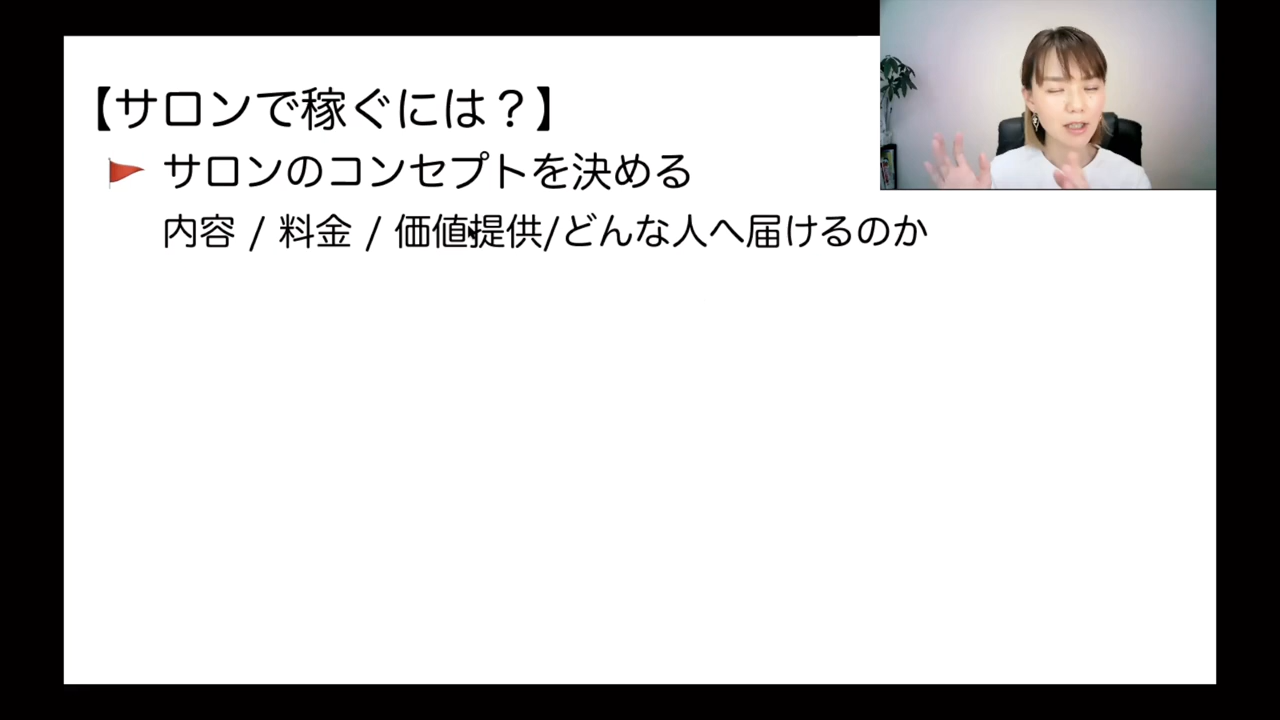 【サロンで稼ぐには？】
🚩 サロンのコンセプトを決める
内容 / 料金 / 価値提供/どんな人へ届けるのか